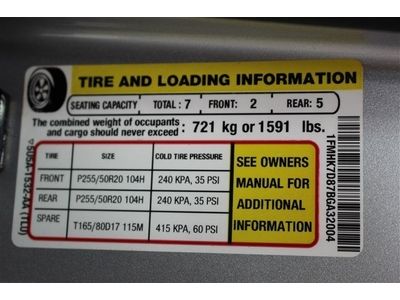 TIRE AND LOADING INFORMATION
SEATING CAPACITY TOTAL: 7 FRONT: 2 REAR: 5
The combined weight of occupants and cargo should never exceed: 721 kg or 1591 lbs.
TIRE SIZE COLD TIRE PRESSURE
FRONT P255/50R20 104H 240 KPA, 35 PSI
REAR P255/50R20 104H 240 KPA, 35 PSI
SPARE T165/80D17 115M 415 KPA, 60 PSI
SEE OWNERS
MANUAL FOR
ADDITIONAL
INFORMATION
1FMHK7D87BGA32004